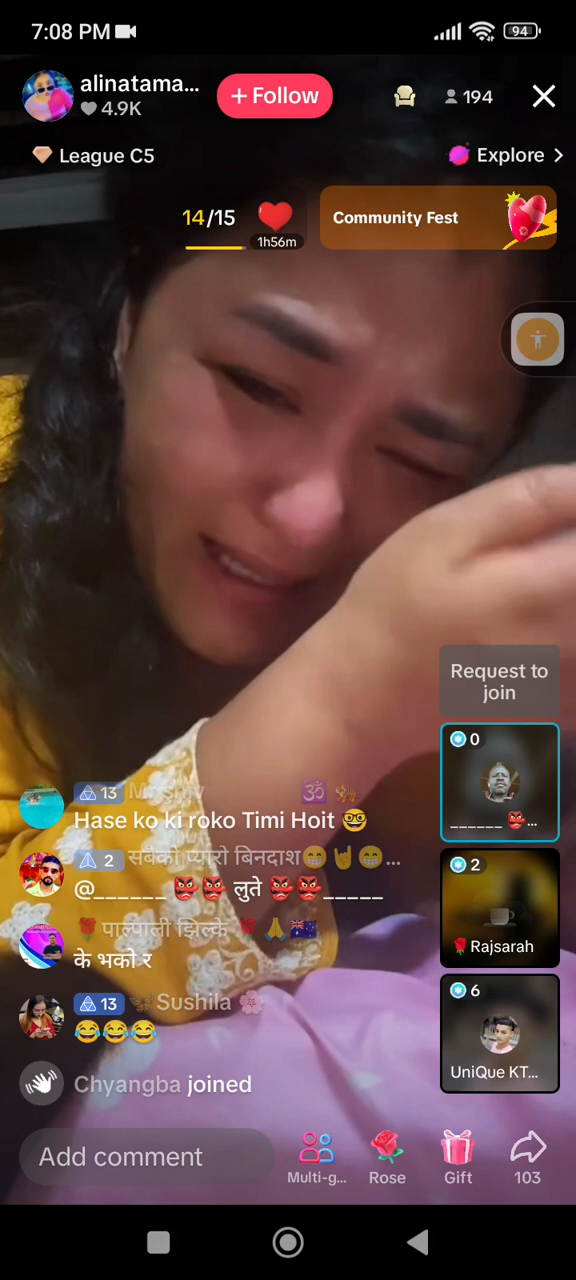 7:08 PM
94
alinatama...
4.9K
+ Follow
194
League C5
Explore
14/15
1h56m
Community Fest
Request to
join
0
______ 👺...
2
🌹Rajsarah
6
UniQue KT...
13 🕉
Hase ko ki roko Timi Hoit 🤓
2 सबैको प्यारो बिनदाश😁🤘😁...
@______ 👺👺 लुते 👺👺_____
🌹पाल्पाली झिल्के 🌹🙏🇦🇺
के भको र
13 🦋Sushila 🌸
😂😂😂
Chyangba joined
Add comment
Multi-g...
Rose
Gift
103